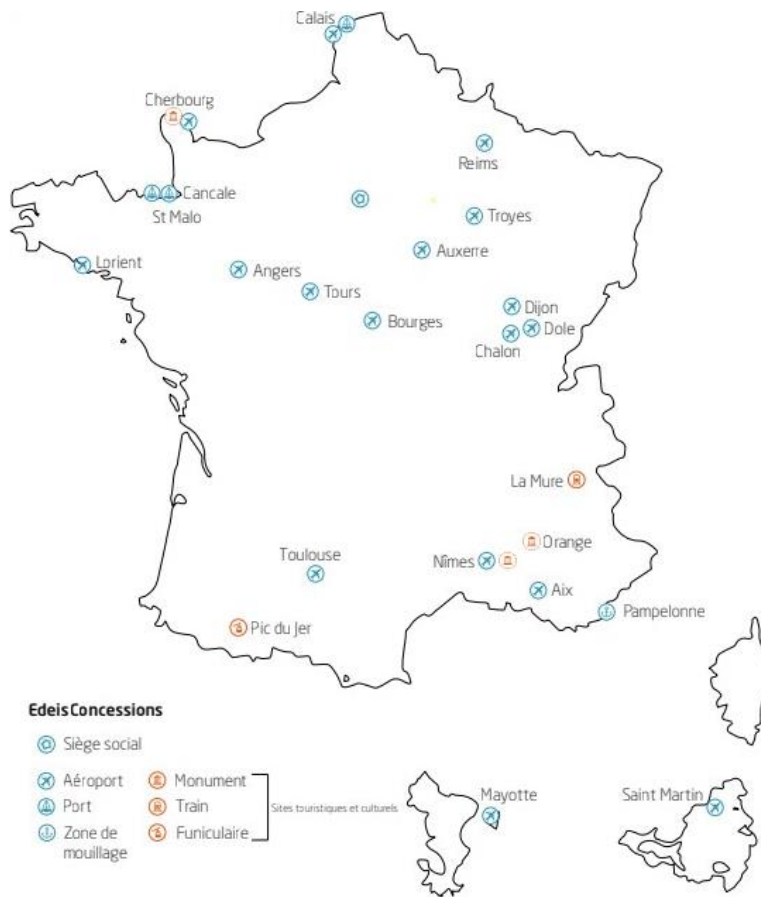 Calais
Cherbourg
Reims
Cancale
St Malo
Troyes
Auxerre
Lorient
Angers
Tours
Bourges
Dijon
Dole
Chalon
La Mure
Orange
Toulouse
Nîmes
Aix
Pampelonne
Pic du Jer
Edeis Concessions
Siège social
Aéroport
Monument
Port
Train
Sites touristiques et culturels
Zone de
mouillage
Funiculaire
Mayotte
Saint Martin